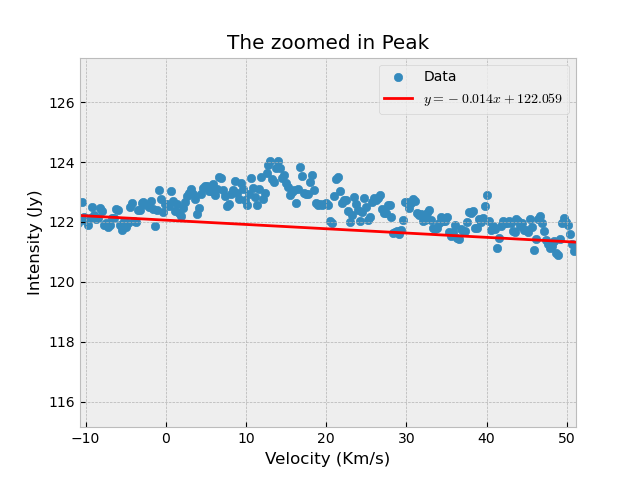 The zoomed in Peak
Data
y = − 0.014x + 122.059
126
124
122
120
118
116
Intensity (Jy)
−10 0 10 20 30 40 50
Velocity (Km/s)